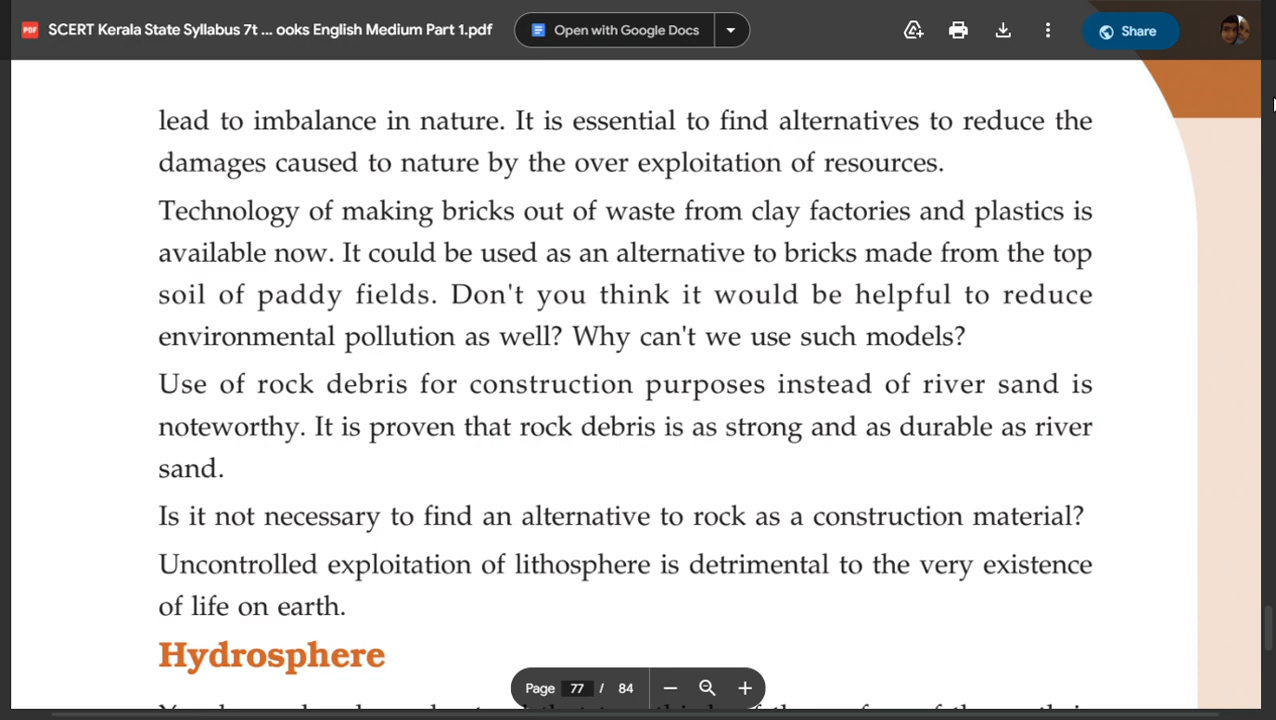 SCERT Kerala State Syllabus 7t ... ooks English Medium Part 1.pdf
Open with Google Docs
Share
lead to imbalance in nature. It is essential to find alternatives to reduce the
damages caused to nature by the over exploitation of resources.
Technology of making bricks out of waste from clay factories and plastics is
available now. It could be used as an alternative to bricks made from the top
soil of paddy fields. Don't you think it would be helpful to reduce
environmental pollution as well? Why can't we use such models?
Use of rock debris for construction purposes instead of river sand is
noteworthy. It is proven that rock debris is as strong and as durable as river
sand.
Is it not necessary to find an alternative to rock as a construction material?
Uncontrolled exploitation of lithosphere is detrimental to the very existence
of life on earth.
Hydrosphere
Page 77 / 84